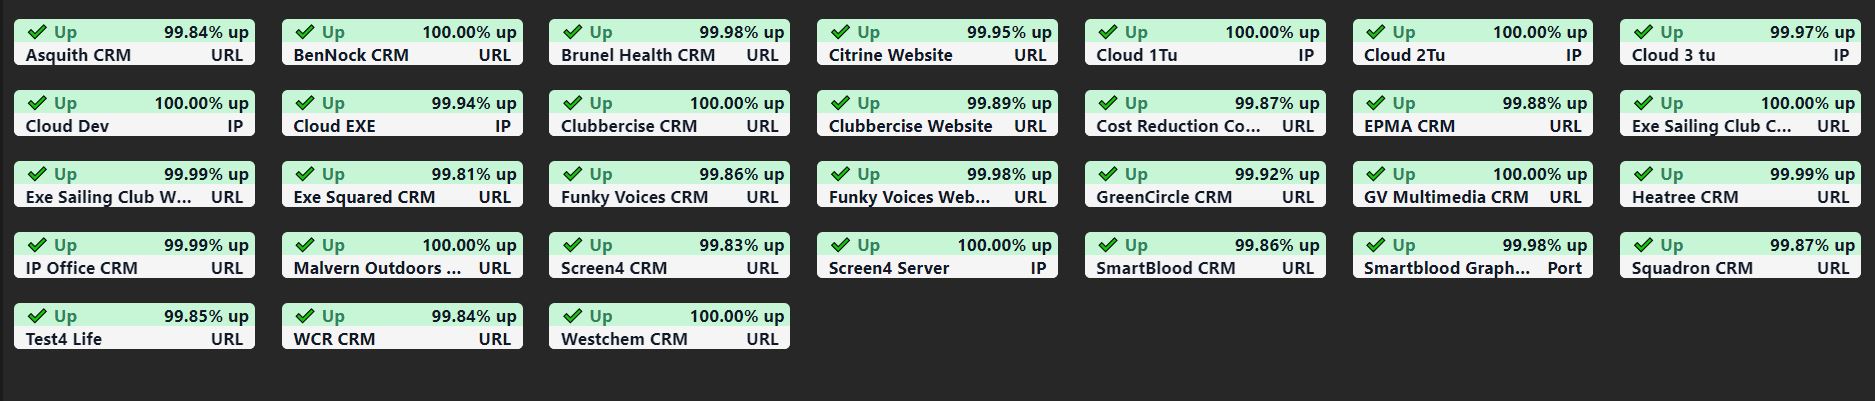 Up 99.84% up
Asquith CRM URL
Up 100.00% up
BenNock CRM URL
Up 99.98% up
Brunel Health CRM URL
Up 99.95% up
Citrine Website URL
Up 100.00% up
Cloud 1Tu IP
Up 100.00% up
Cloud 2Tu IP
Up 99.97% up
Cloud 3 tu IP
Up 100.00% up
Cloud Dev IP
Up 99.94% up
Cloud EXE IP
Up 100.00% up
Clubbercise CRM URL
Up 99.89% up
Clubbercise Website URL
Up 99.87% up
Cost Reduction Co... URL
Up 99.88% up
EPMA CRM URL
Up 100.00% up
Exe Sailing Club C... URL
Up 99.99% up
Exe Sailing Club W... URL
Up 99.81% up
Exe Squared CRM URL
Up 99.86% up
Funky Voices CRM URL
Up 99.98% up
Funky Voices Web... URL
Up 99.92% up
GreenCircle CRM URL
Up 100.00% up
GV Multimedia CRM URL
Up 99.99% up
Heatree CRM URL
Up 99.99% up
IP Office CRM URL
Up 100.00% up
Malvern Outdoors ... URL
Up 99.83% up
Screen4 CRM URL
Up 100.00% up
Screen4 Server IP
Up 99.86% up
SmartBlood CRM URL
Up 99.98% up
Smartblood Graph... Port
Up 99.87% up
Squadron CRM URL
Up 99.85% up
Test4 Life URL
Up 99.84% up
WCR CRM URL
Up 100.00% up
Westchem CRM URL